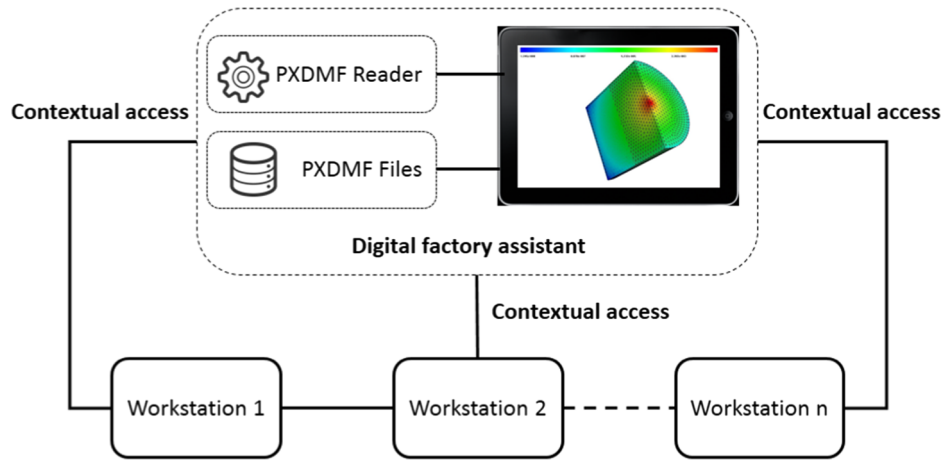 PXDMF Reader
Contextual access
Contextual access
PXDMF Files
Digital factory assistant
Contextual access
Workstation 1
Workstation 2
Workstation n